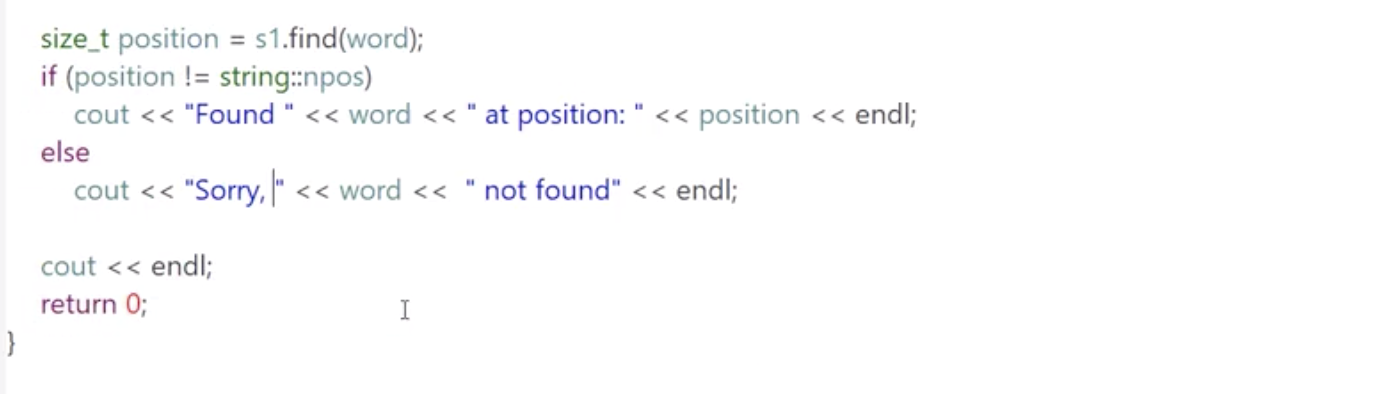 size_t position = s1.find(word);
if (position != string::npos)
cout << "Found " << word << " at position: " << position << endl;
else
cout << "Sorry, " << word <<  " not found" << endl;
cout << endl;
return 0;
}